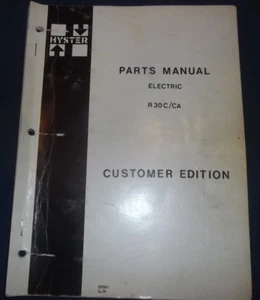 HYSTER
PARTS MANUAL
ELECTRIC
R30C/CA
CUSTOMER EDITION